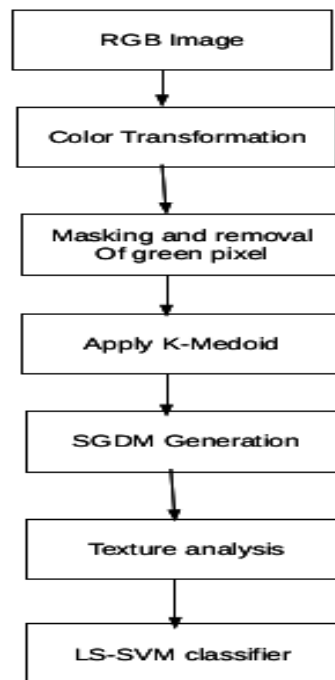 RGB Image
Color Transformation
Masking and removal
Of green pixel
Apply K-Medoid
SGDM Generation
Texture analysis
LS-SVM classifier